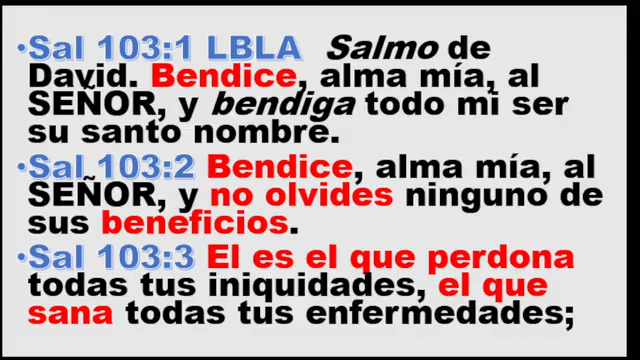 •Sal 103:1 LBLA Salmo de
David. Bendice, alma mía, al
SEÑOR, y bendiga todo mi ser
su santo nombre.
•Sal 103:2 Bendice, alma mía, al
SEÑOR, y no olvides ninguno de
sus beneficios.
•Sal 103:3 El es el que perdona
todas tus iniquidades, el que
sana todas tus enfermedades;